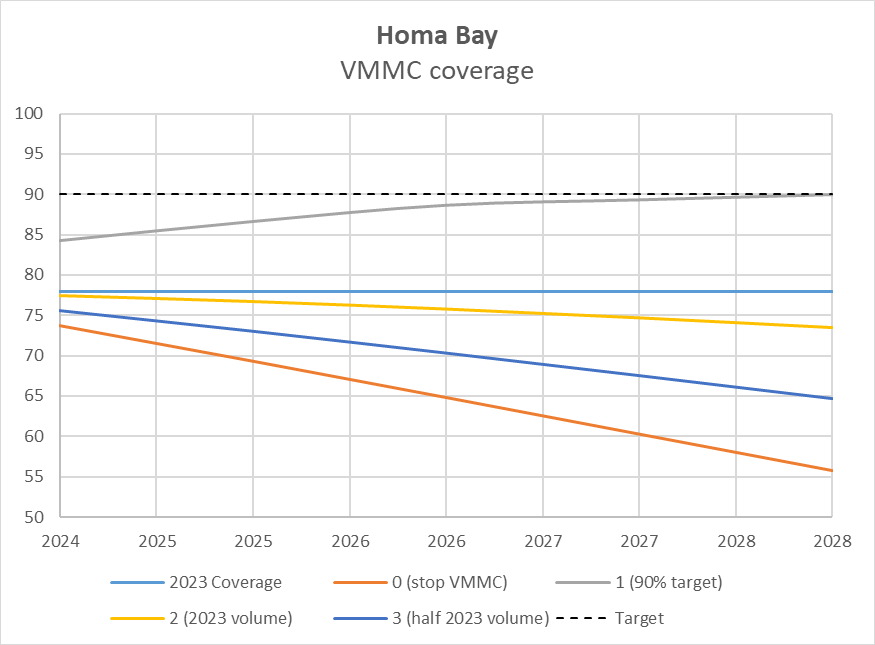 Homa Bay
VMMC coverage
100
95
90
85
80
75
70
65
60
55
50
2024 2025 2025 2026 2026 2027 2027 2028 2028
2023 Coverage 0 (stop VMMC) 1 (90% target)
2 (2023 volume) 3 (half 2023 volume) Target